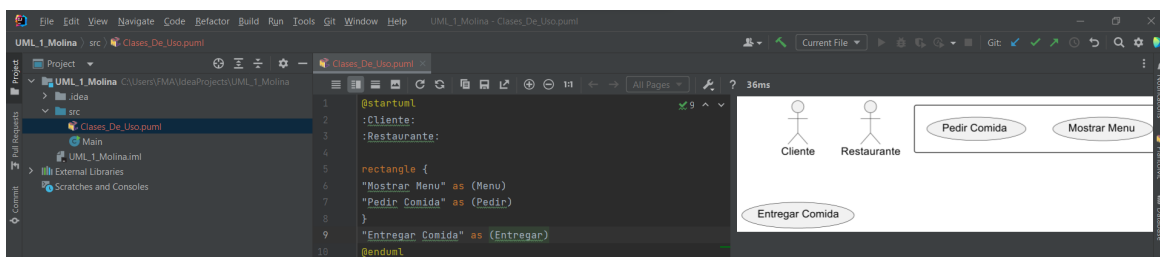 File Edit View Navigate Code Refactor Build Run Tools Git Window Help UML_1_Molina - Clases_De_Uso.puml
UML_1_Molina src Clases_De_Uso.puml Current File Git:
Project Clases_De_Uso.puml
UML_1_Molina C:\Users\FMA\IdeaProjects\UML_1_Molina 1:1 All Pages ? 36ms
.idea
src
Clases_De_Uso.puml
Main
UML_1_Molina.iml
External Libraries
Scratches and Consoles
Project
Pull Requests
Commit
1 @startuml 9
2 :Cliente:
3 :Restaurante:
4
5 rectangle {
6 "Mostrar Menu" as (Menu)
7 "Pedir Comida" as (Pedir)
8 }
9 "Entregar Comida" as (Entregar)
10 @enduml
Pedir Comida Mostrar Menu
Cliente Restaurante
Entregar Comida